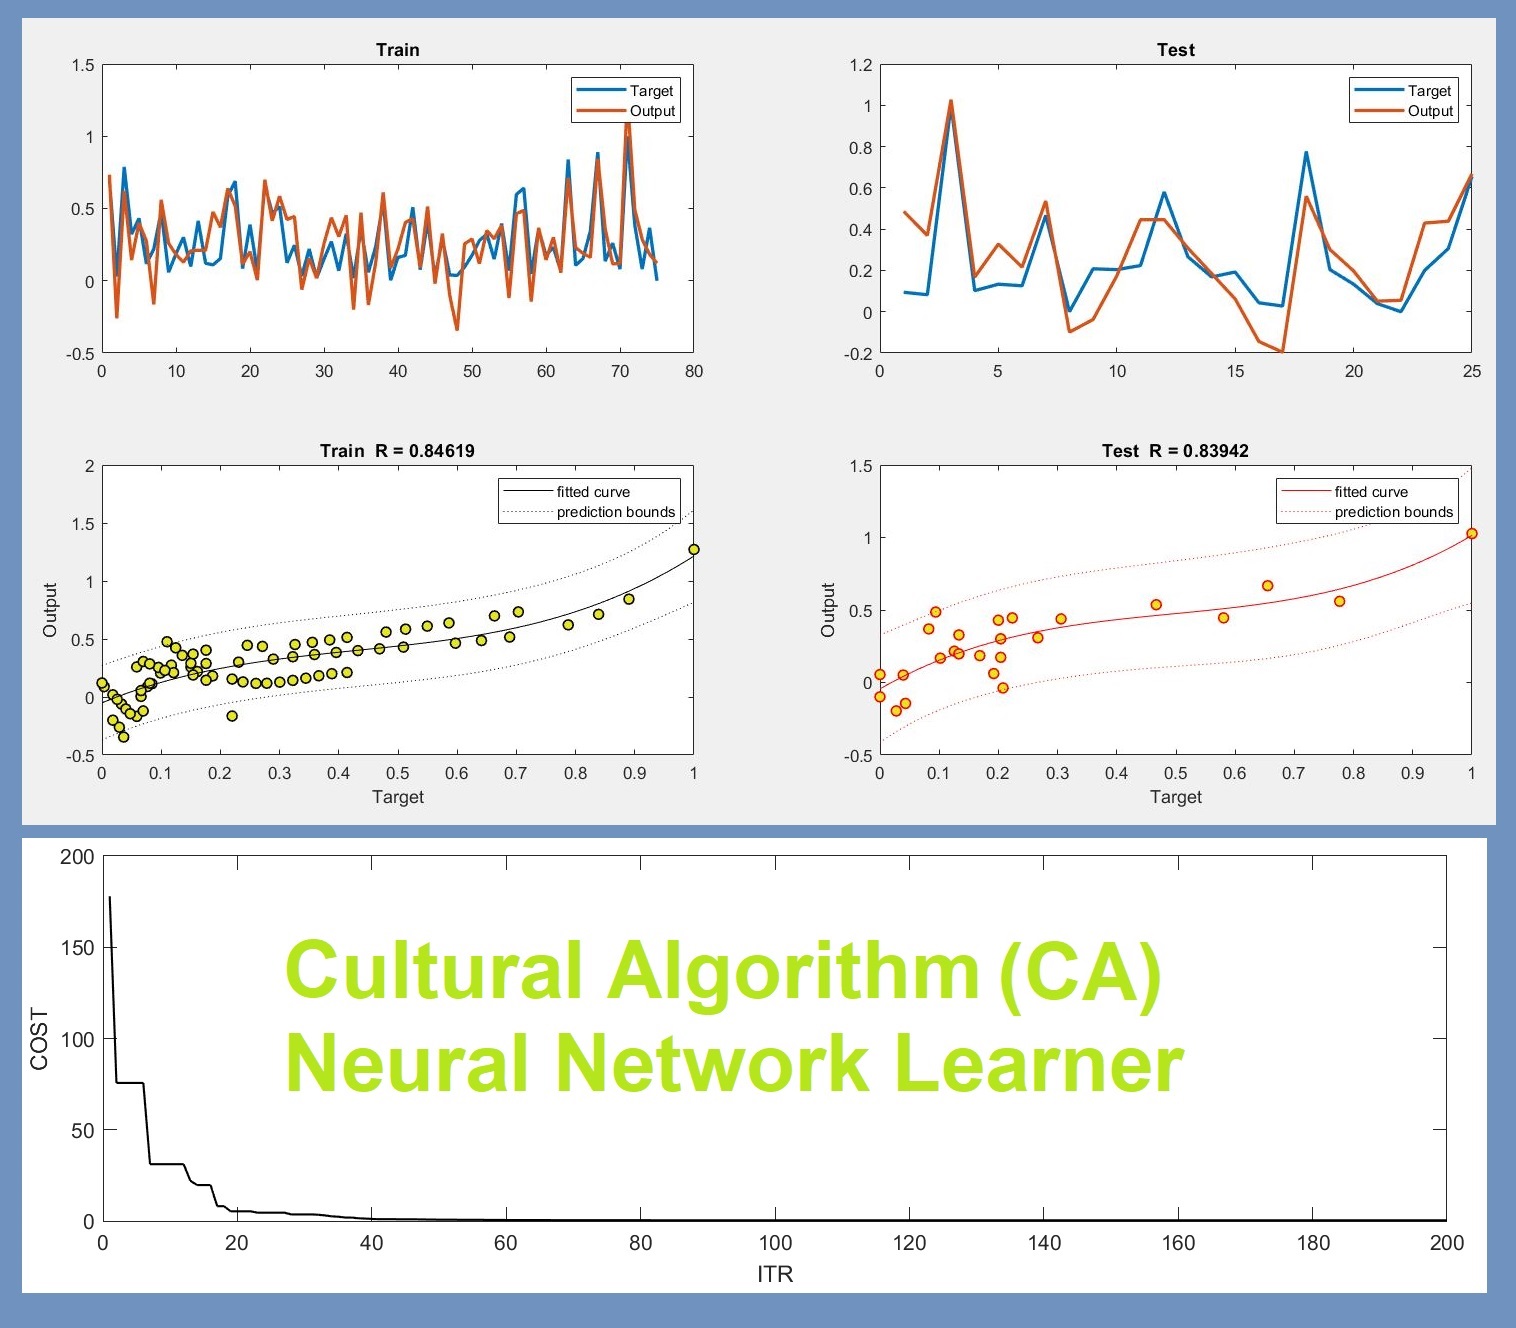 Train
1.5
1
0.5
0
-0.5
0 10 20 30 40 50 60 70 80
Target
Output
Test
1.2
1
0.8
0.6
0.4
0.2
0
-0.2
0 5 10 15 20 25
Target
Output
Train R = 0.84619
2
1.5
1
0.5
0
-0.5
0 0.1 0.2 0.3 0.4 0.5 0.6 0.7 0.8 0.9 1
Output
Target
fitted curve
prediction bounds
Test R = 0.83942
1.5
1
0.5
0
-0.5
0 0.1 0.2 0.3 0.4 0.5 0.6 0.7 0.8 0.9 1
Output
Target
fitted curve
prediction bounds
200
150
100
50
0
0 20 40 60 80 100 120 140 160 180 200
COST
ITR
Cultural Algorithm (CA)
Neural Network Learner